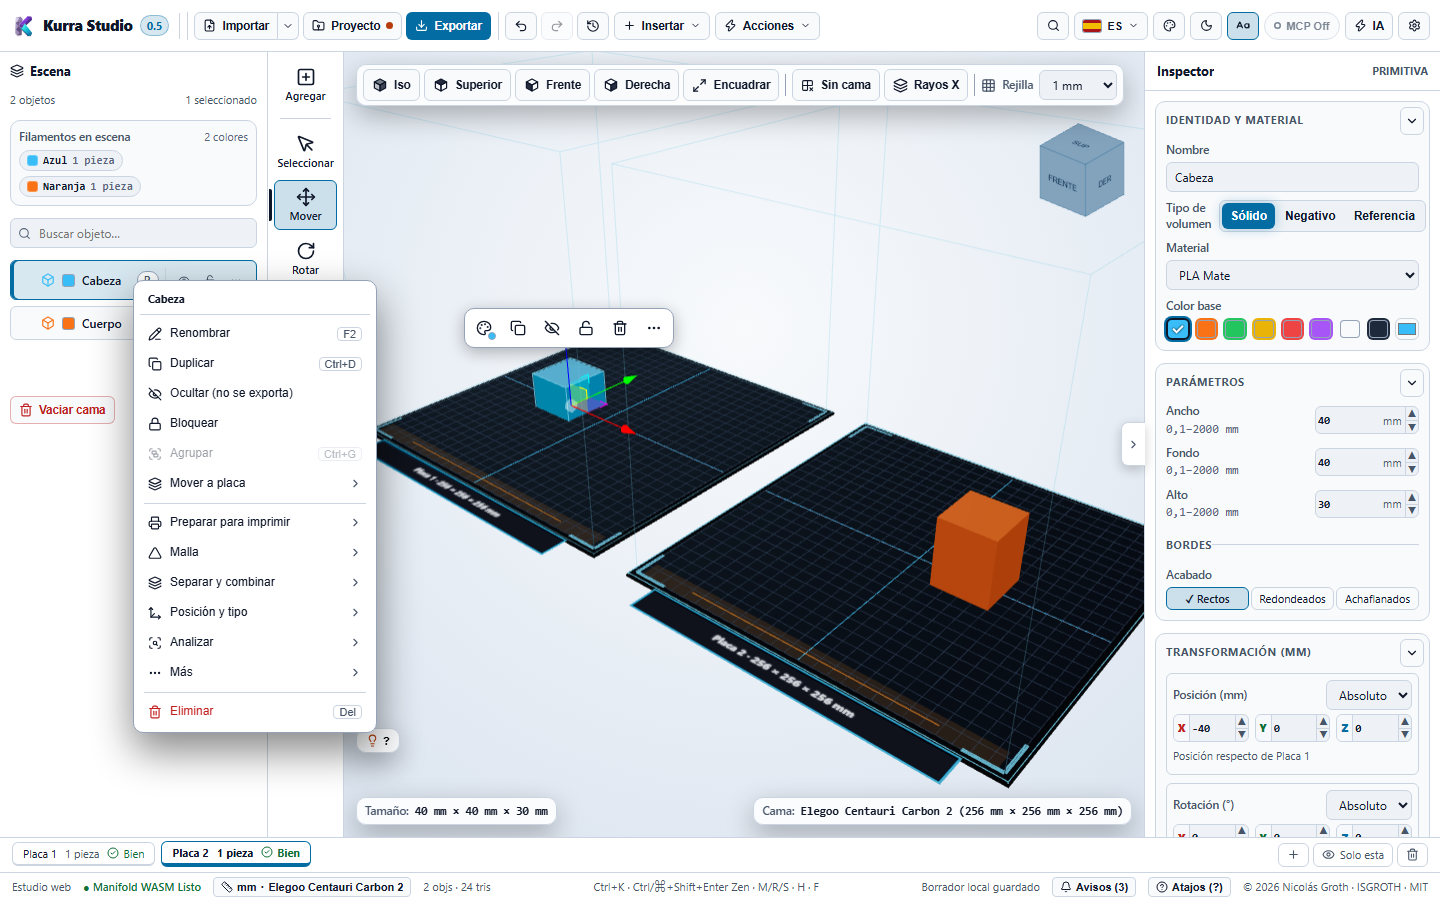 Kurra Studio 0.5 Importar Proyecto Exportar Insertar Acciones ES MCP Off IA
Escena
2 objetos 1 seleccionado
Filamentos en escena 2 colores
Azul 1 pieza
Naranja 1 pieza
Buscar objeto...
Cabeza
Cuerpo
Vaciar cama
Cabeza
Renombrar F2
Duplicar Ctrl+D
Ocultar (no se exporta)
Bloquear
Agrupar Ctrl+G
Mover a placa
Preparar para imprimir
Malla
Separar y combinar
Posición y tipo
Analizar
Más
Eliminar Del
Agregar
Seleccionar
Mover
Rotar
Iso Superior Frente Derecha Encuadrar Sin cama Rayos X Rejilla 1 mm
SUP
FRENTE DER
Placa 1 · 256 × 256 × 256 mm
Placa 2 · 256 × 256 × 256 mm
?
Tamaño: 40 mm × 40 mm × 30 mm
Cama: Elegoo Centauri Carbon 2 (256 mm × 256 mm × 256 mm)
Inspector PRIMITIVA
IDENTIDAD Y MATERIAL
Nombre
Cabeza
Tipo de volumen Sólido Negativo Referencia
Material
PLA Mate
Color base
PARÁMETROS
Ancho
0,1–2000 mm
40 mm
Fondo
0,1–2000 mm
40 mm
Alto
0,1–2000 mm
30 mm
BORDES
Acabado
✓ Rectos Redondeados Achaflanados
TRANSFORMACIÓN (MM)
Posición (mm) Absoluto
X -40 Y 0 Z 0
Posición respecto de Placa 1
Rotación (°) Absoluto
Placa 1 1 pieza Bien
Placa 2 1 pieza Bien
Solo esta
Estudio web Manifold WASM Listo mm · Elegoo Centauri Carbon 2 2 objs · 24 tris Ctrl+K · Ctrl/⌘+Shift+Enter Zen · M/R/S · H · F Borrador local guardado Avisos (3) Atajos (?) © 2026 Nicolás Groth · ISGROTH · MIT